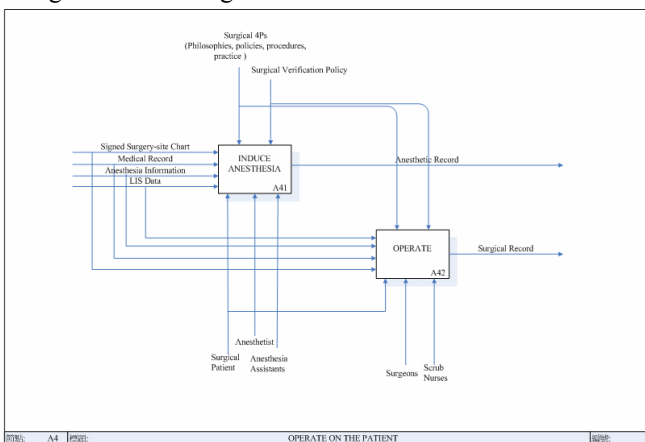 Surgical 4Ps
(Philosophies, policies, procedures,
practice )
Surgical Verification Policy
Signed Surgery-site Chart
Medical Record
Anesthesia Information
LIS Data
INDUCE
ANESTHESIA
A41
Anesthetic Record
OPERATE
A42
Surgical Record
Anesthetist
Surgical
Patient
Anesthesia
Assistants
Surgeons
Scrub
Nurses
A4
OPERATE ON THE PATIENT